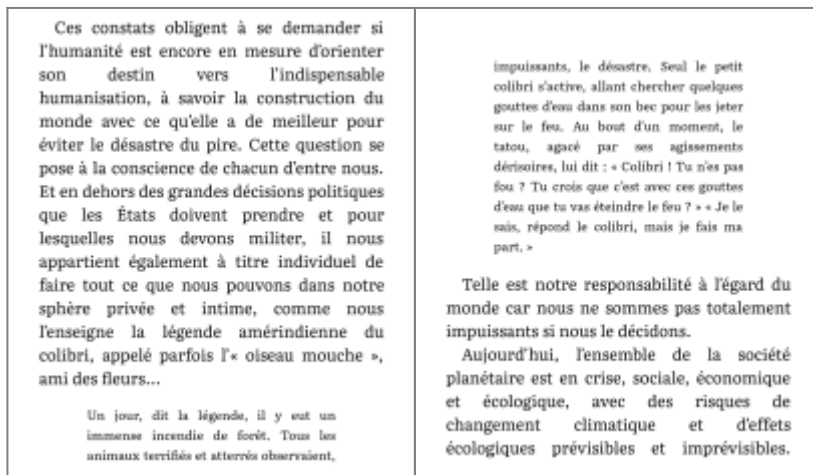 Ces constats obligent à se demander si
l'humanité est encore en mesure d'orienter
son destin vers l'indispensable
humanisation, à savoir la construction du
monde avec ce qu'elle a de meilleur pour
éviter le désastre du pire. Cette question se
pose à la conscience de chacun d'entre nous.
Et en dehors des grandes décisions politiques
que les États doivent prendre et pour
lesquelles nous devons militer, il nous
appartient également à titre individuel de
faire tout ce que nous pouvons dans notre
sphère privée et intime, comme nous
l'enseigne la légende amérindienne du
colibri, appelé parfois l'« oiseau mouche »,
ami des fleurs...
Un jour, dit la légende, il y eut un
immense incendie de forêt. Tous les
animaux terrifiés et atterrés observaient,
impuissants, le désastre. Seul le petit
colibri s'active, allant chercher quelques
gouttes d'eau dans son bec pour les jeter
sur le feu. Au bout d'un moment, le
tatou, agacé par ses agissements
dérisoires, lui dit : « Colibri ! Tu n'es pas
fou ? Tu crois que c'est avec ces gouttes
d'eau que tu vas éteindre le feu ? » « Je le
sais, répond le colibri, mais je fais ma
part. »
Telle est notre responsabilité à l'égard du
monde car nous ne sommes pas totalement
impuissants si nous le décidons.
Aujourd'hui, l'ensemble de la société
planétaire est en crise, sociale, économique
et écologique, avec des risques de
changement climatique et d'effets
écologiques prévisibles et imprévisibles.